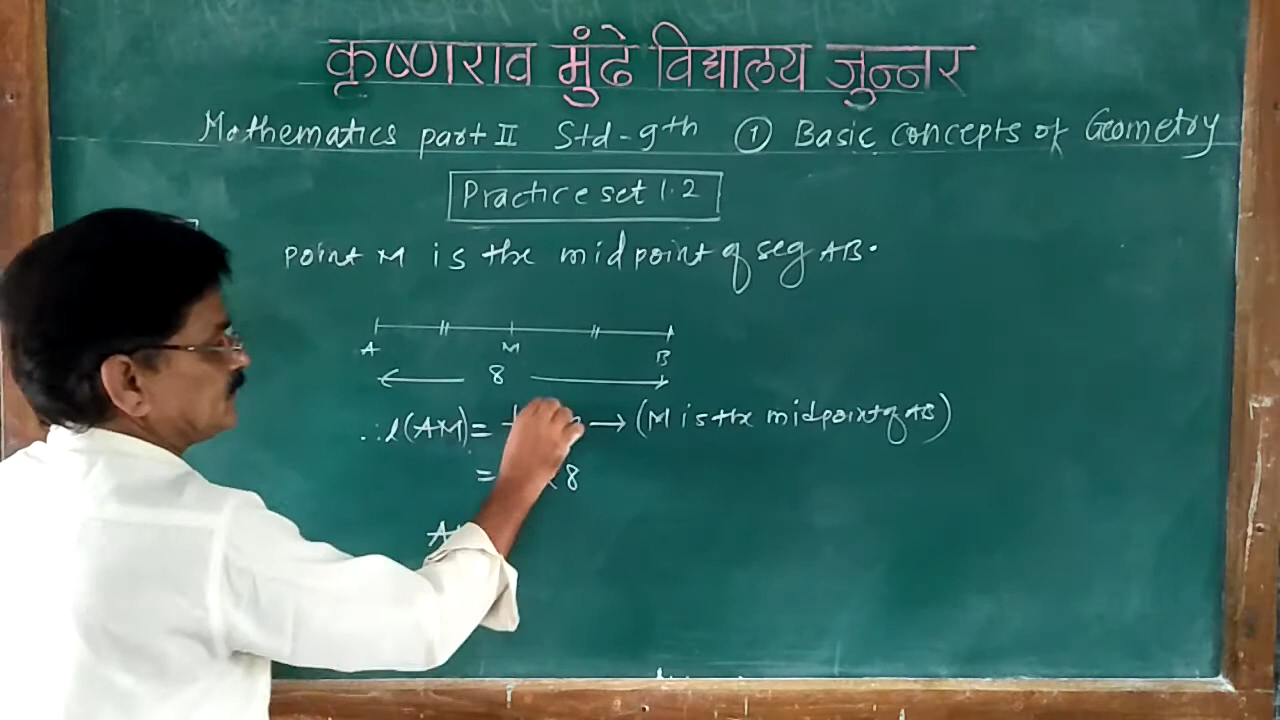 कृष्णराव मुंढे विद्यालय जुन्नर
Mathematics part II Std - 9th ① Basic concepts of Geometry
Practice set 1.2
point M is the midpoint of seg AB.
A M B
8
∴ l(AM) = → (M is the midpoint of AB)
= 8